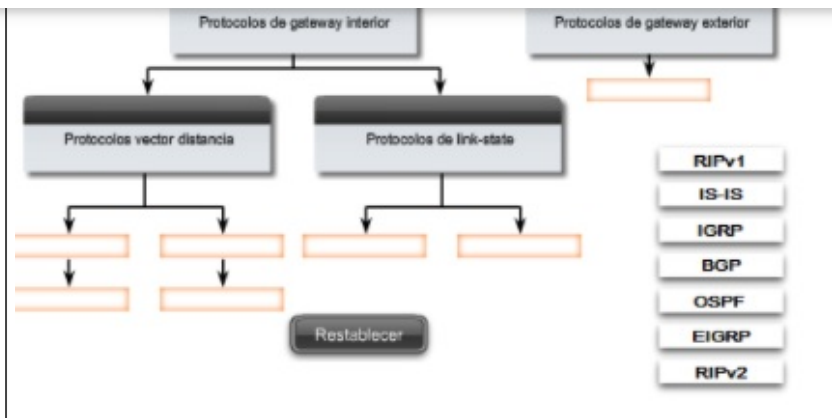 Protocolos de gateway interior
Protocolos de gateway exterior
Protocolos vector distancia
Protocolos de link-state
RIPv1
IS-IS
IGRP
BGP
OSPF
EIGRP
RIPv2
Restablecer